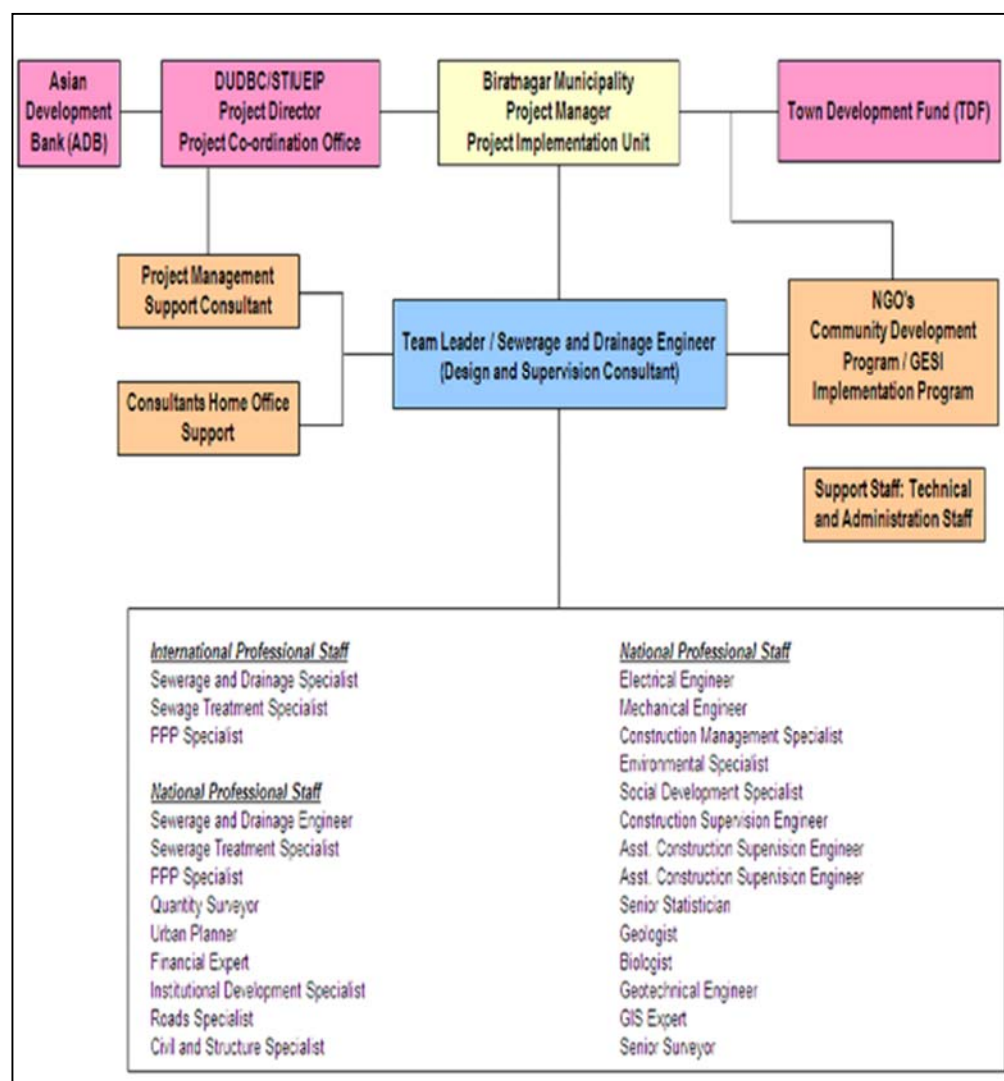 Asian
Development
Bank (ADB)
DUDBC/STIUEIP
Project Director
Project Co-ordination Office
Biratnagar Municipality
Project Manager
Project Implementation Unit
Town Development Fund (TDF)
Project Management
Support Consultant
Consultants Home Office
Support
Team Leader / Sewerage and Drainage Engineer
(Design and Supervision Consultant)
NGO's
Community Development
Program / GESI
Implementation Program
Support Staff: Technical
and Administration Staff
International Professional Staff
Sewerage and Drainage Specialist
Sewage Treatment Specialist
PPP Specialist
National Professional Staff
Sewerage and Drainage Engineer
Sewerage Treatment Specialist
PPP Specialist
Quantity Surveyor
Urban Planner
Financial Expert
Institutional Development Specialist
Roads Specialist
Civil and Structure Specialist
National Professional Staff
Electrical Engineer
Mechanical Engineer
Construction Management Specialist
Environmental Specialist
Social Development Specialist
Construction Supervision Engineer
Asst. Construction Supervision Engineer
Asst. Construction Supervision Engineer
Senior Statistician
Geologist
Biologist
Geotechnical Engineer
GIS Expert
Senior Surveyor